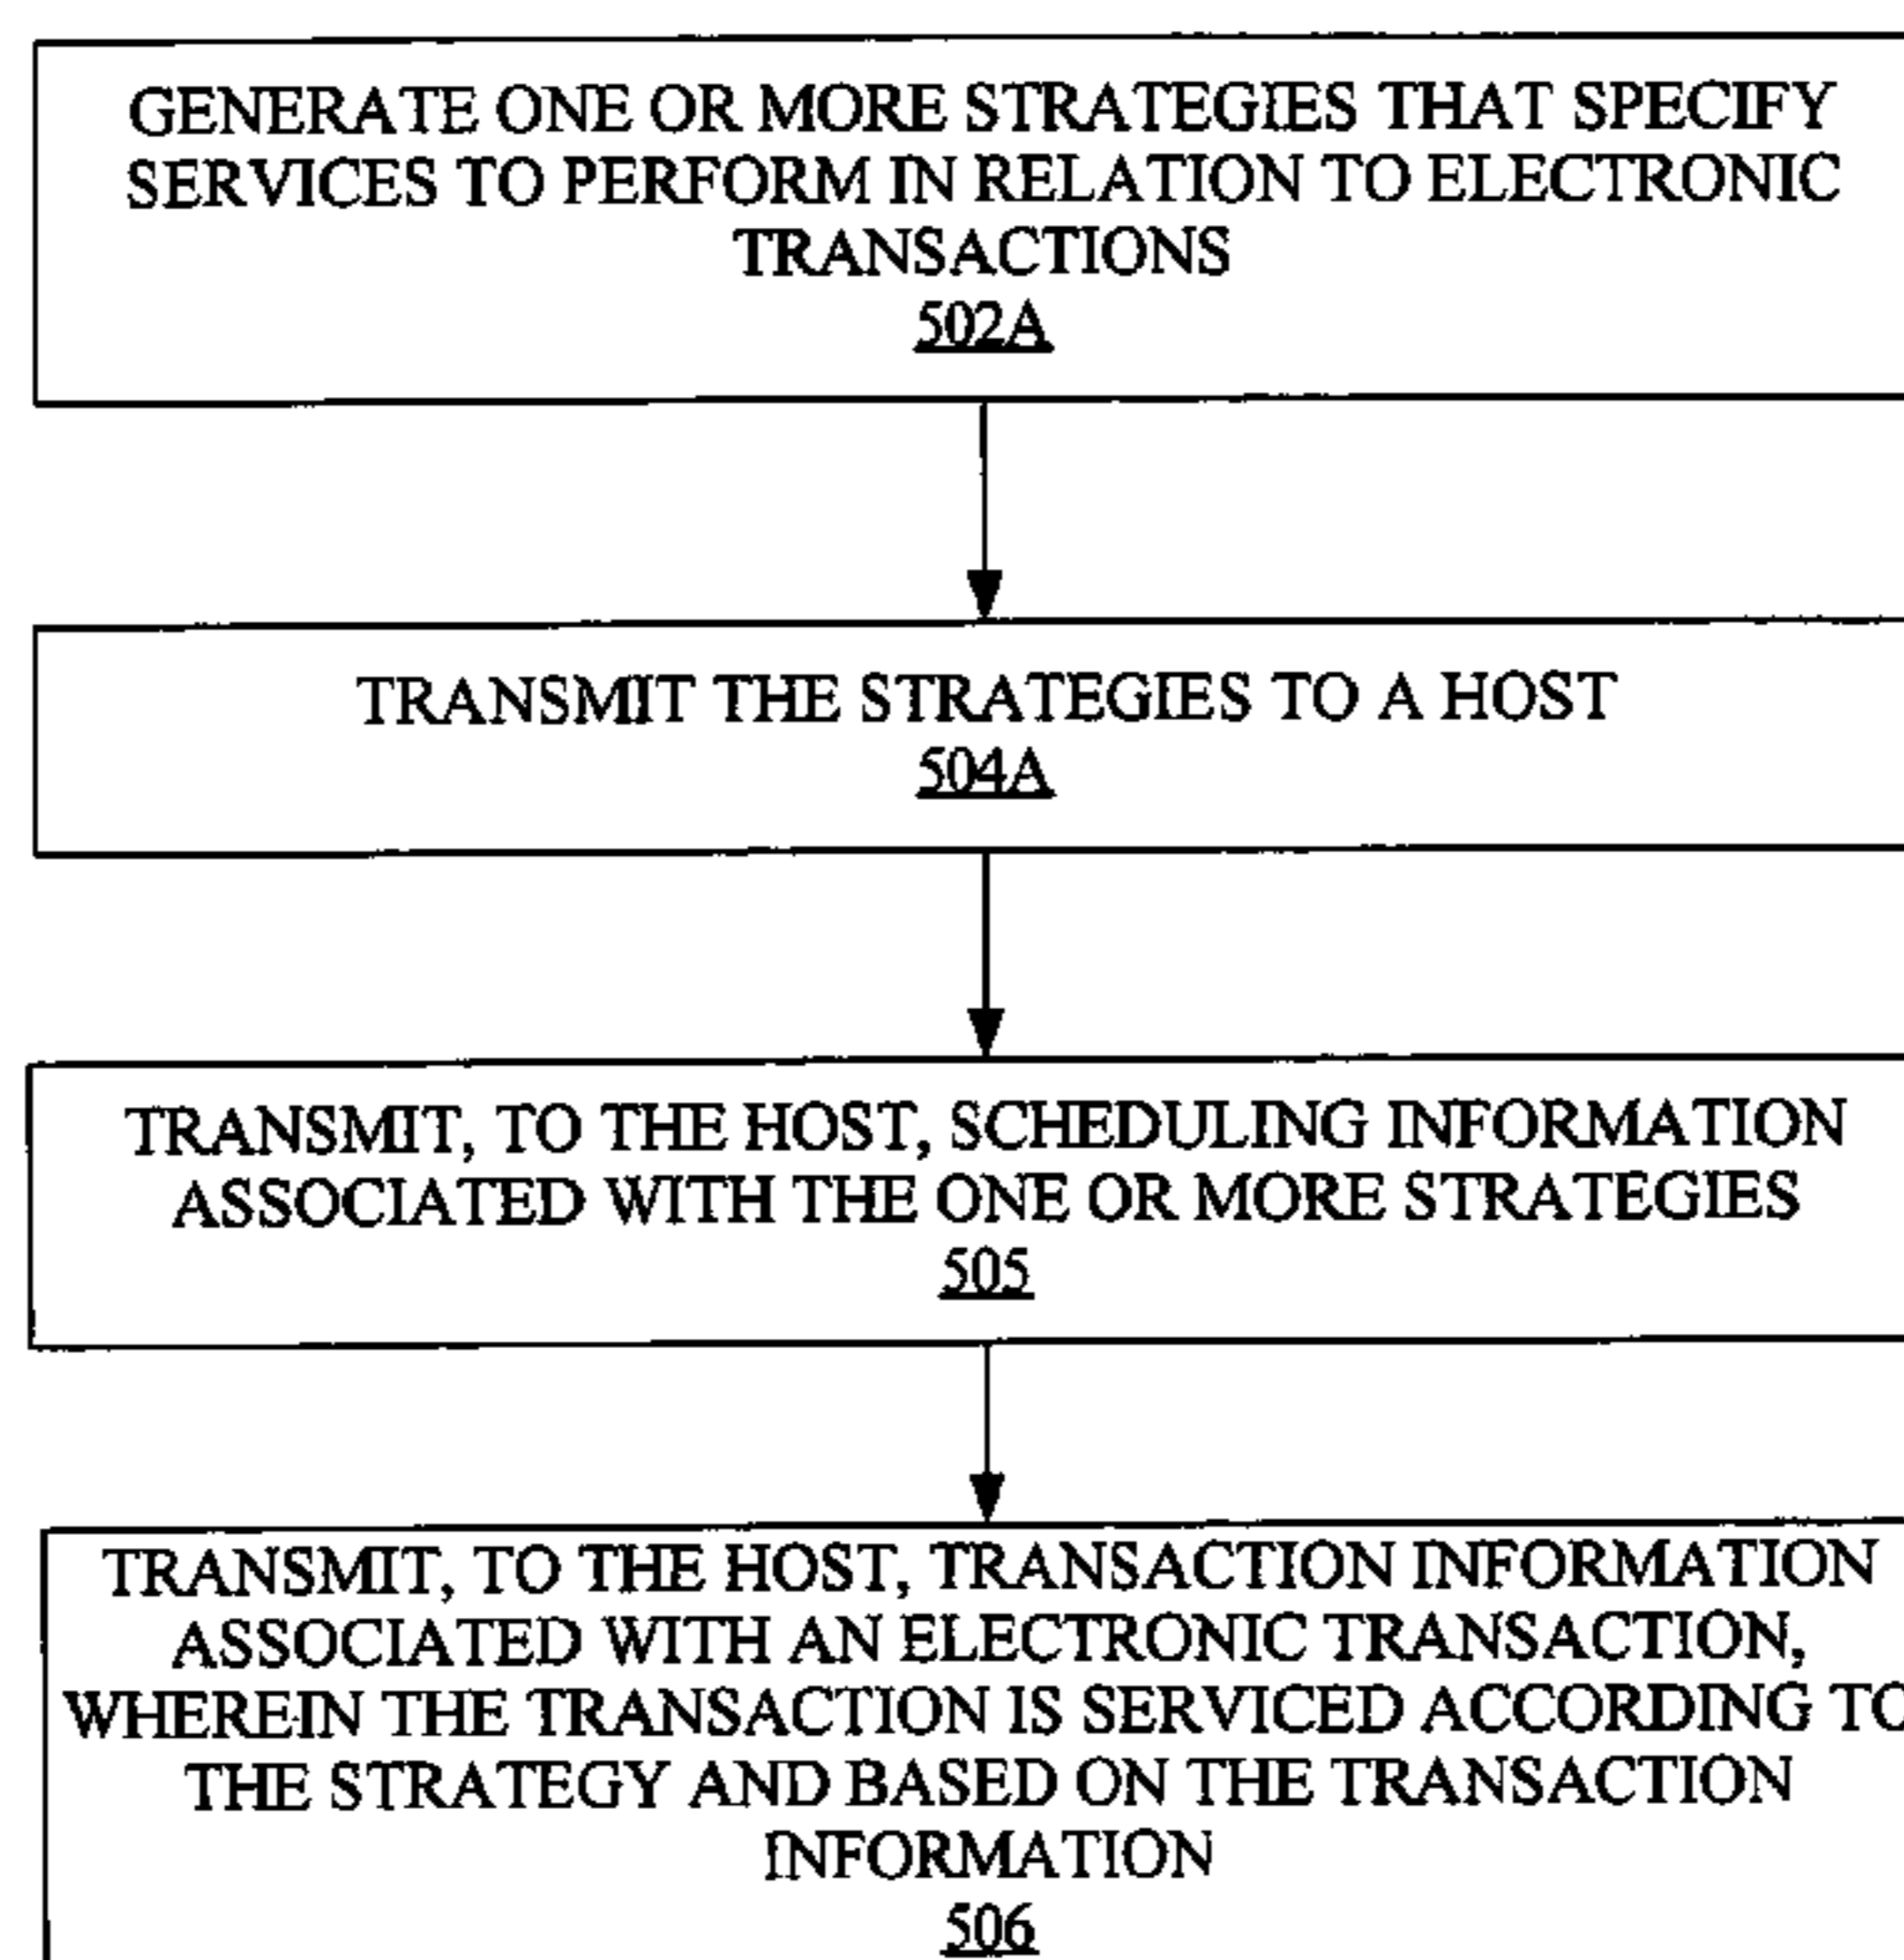 GENERATE ONE OR MORE STRATEGIES THAT SPECIFY
SERVICES TO PERFORM IN RELATION TO ELECTRONIC
TRANSACTIONS
502A
TRANSMIT THE STRATEGIES TO A HOST
504A
TRANSMIT, TO THE HOST, SCHEDULING INFORMATION
ASSOCIATED WITH THE ONE OR MORE STRATEGIES
505
TRANSMIT, TO THE HOST, TRANSACTION INFORMATION
ASSOCIATED WITH AN ELECTRONIC TRANSACTION,
WHEREIN THE TRANSACTION IS SERVICED ACCORDING TO
THE STRATEGY AND BASED ON THE TRANSACTION
INFORMATION
506